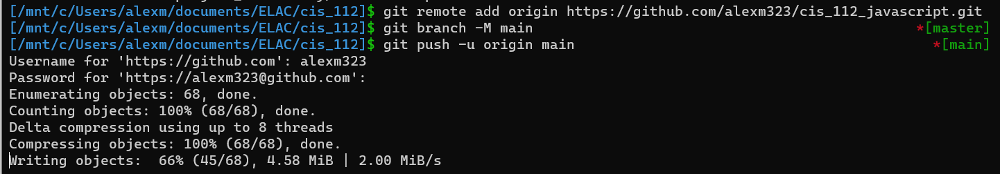 [/mnt/c/Users/alexm/documents/ELAC/cis_112]$ git remote add origin https://github.com/alexm323/cis_112_javascript.git
[/mnt/c/Users/alexm/documents/ELAC/cis_112]$ git branch -M main *[master]
[/mnt/c/Users/alexm/documents/ELAC/cis_112]$ git push -u origin main *[main]
Username for 'https://github.com': alexm323
Password for 'https://alexm323@github.com':
Enumerating objects: 68, done.
Counting objects: 100% (68/68), done.
Delta compression using up to 8 threads
Compressing objects: 100% (68/68), done.
Writing objects:  66% (45/68), 4.58 MiB | 2.00 MiB/s